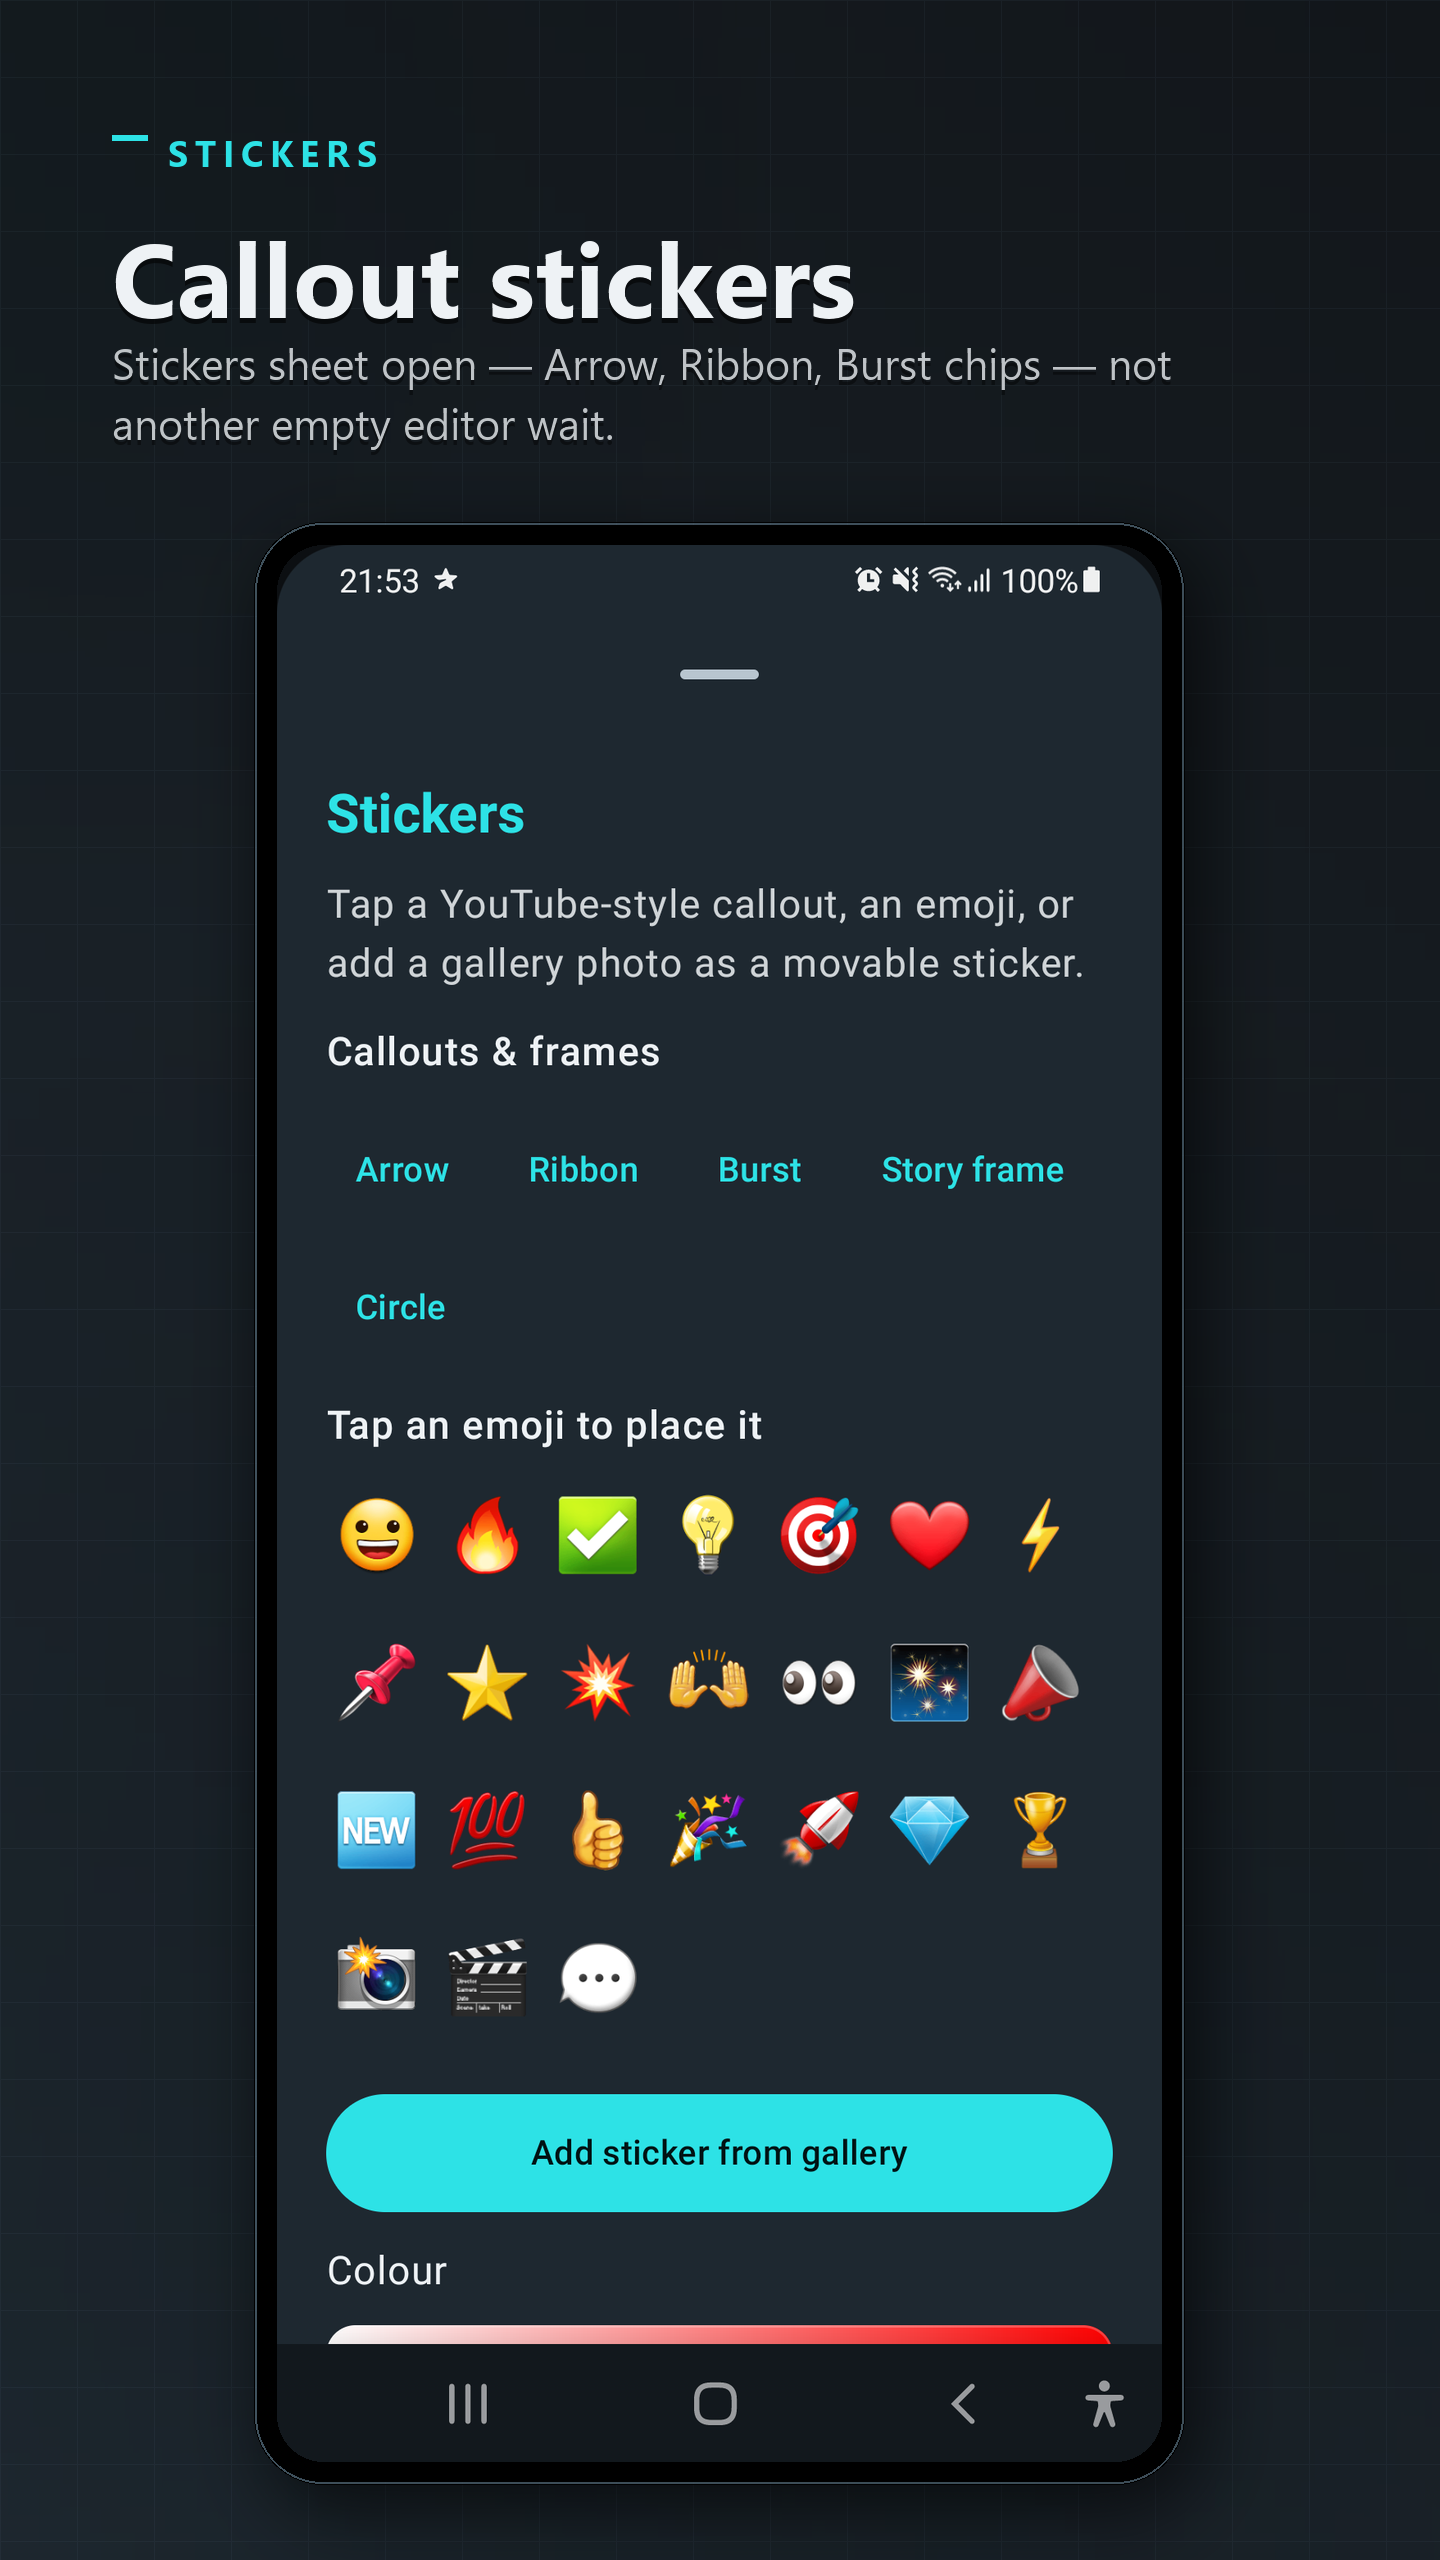 STICKERS
Callout stickers
Stickers sheet open — Arrow, Ribbon, Burst chips — not
another empty editor wait.
21:53 100%
Stickers
Tap a YouTube-style callout, an emoji, or
add a gallery photo as a movable sticker.
Callouts & frames
Arrow Ribbon Burst Story frame
Circle
Tap an emoji to place it
NEW 100
Add sticker from gallery
Colour